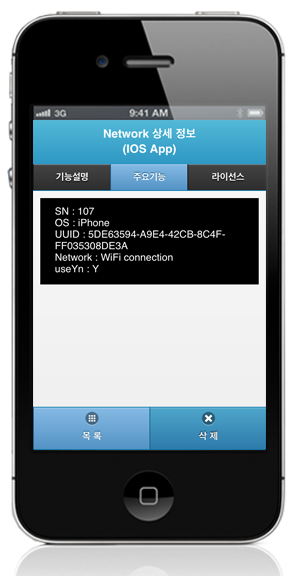 3G 9:41 AM
Network 상세 정보
(IOS App)
기능설명 주요기능 라이선스
SN : 107
OS : iPhone
UUID : 5DE63594-A9E4-42CB-8C4F-
FF035308DE3A
Network : WiFi connection
useYn : Y
목 록 삭 제